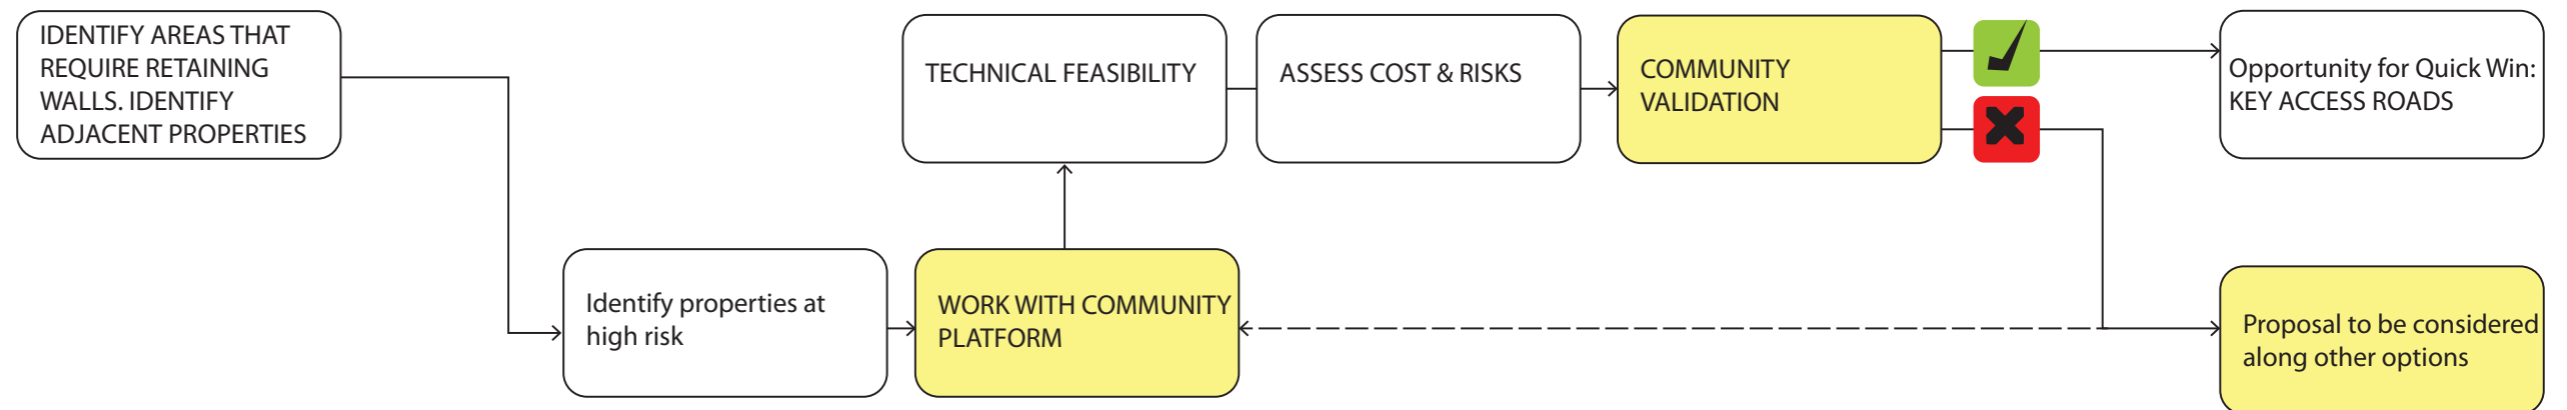 IDENTIFY AREAS THAT
REQUIRE RETAINING
WALLS. IDENTIFY
ADJACENT PROPERTIES
Identify properties at
high risk
WORK WITH COMMUNITY
PLATFORM
TECHNICAL FEASIBILITY
ASSESS COST & RISKS
COMMUNITY
VALIDATION
Opportunity for Quick Win:
KEY ACCESS ROADS
Proposal to be considered
along other options